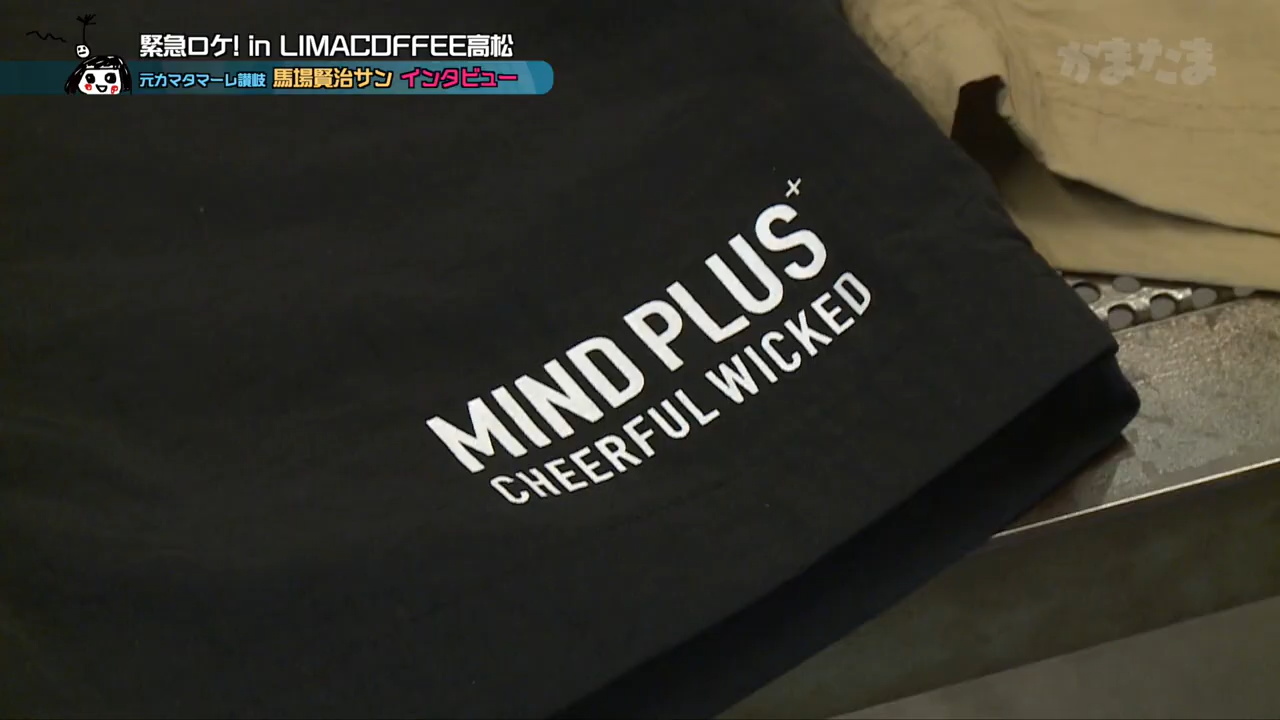 緊急ロケ! in LIMACOFFEE高松
元カマタマーレ讃岐 馬場賢治サン インタビュー
かまたま
MIND PLUS+
CHEERFUL WICKED